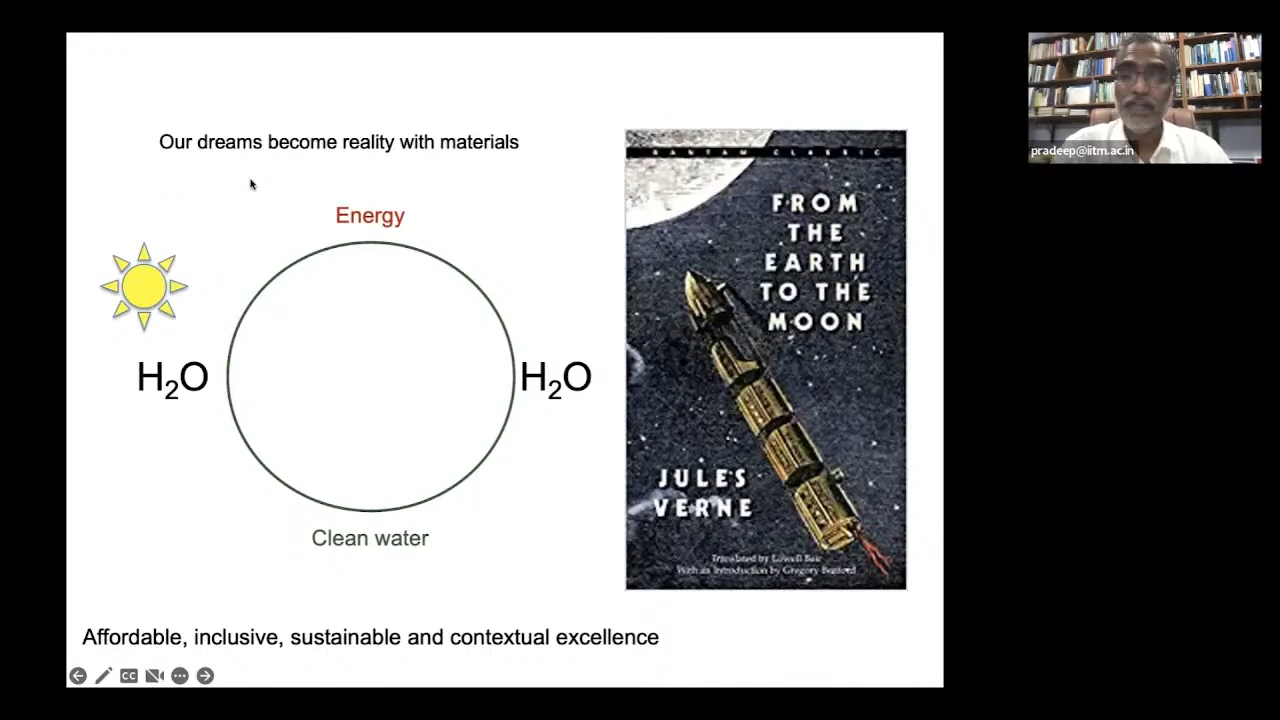 Our dreams become reality with materials
Energy
H₂O
H₂O
Clean water
Affordable, inclusive, sustainable and contextual excellence
BANTAM CLASSIC
FROM
THE
EARTH
TO THE
MOON
JULES
VERNE
Translated by Lowell Bair
With an Introduction by Gregory Benford
CC
pradeep@iitm.ac.in